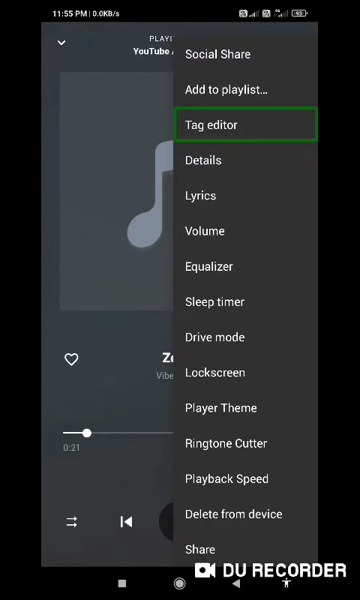 11:55 PM | 0.0KB/s
Social Share
Add to playlist...
Tag editor
Details
Lyrics
Volume
Equalizer
Sleep timer
Drive mode
Lockscreen
Player Theme
Ringtone Cutter
Playback Speed
Delete from device
Share
PLAYI
YouTube
Vibe
0:21
DU RECORDER